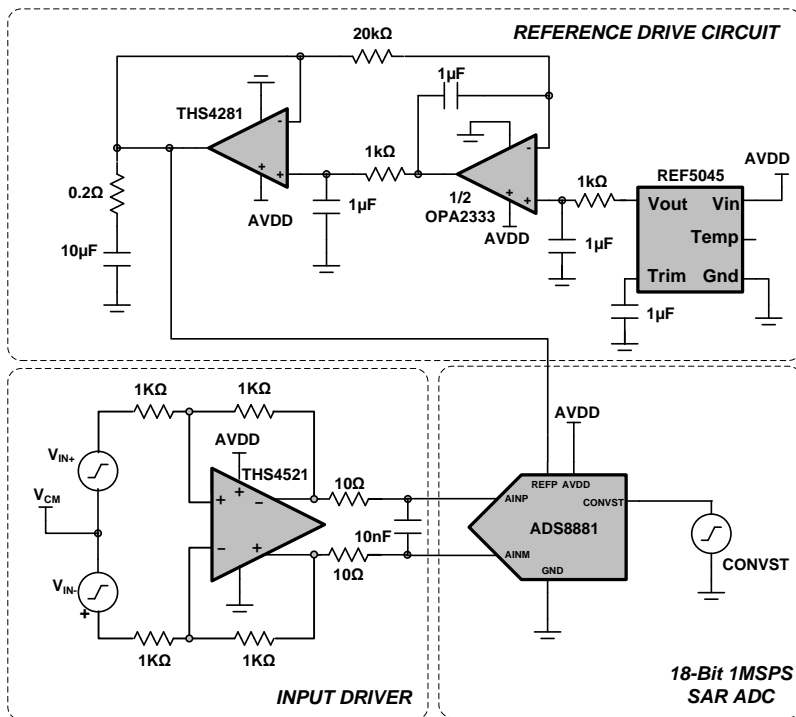 REFERENCE DRIVE CIRCUIT
20kΩ
1µF
THS4281
-
+
+
AVDD
1kΩ
1µF
-
+
+
1/2
OPA2333
AVDD
1kΩ
1µF
REF5045
AVDD
Vout
Vin
Temp
Trim
Gnd
1µF
0.2Ω
10µF
1KΩ
1KΩ
AVDD
THS4521
VIN+
VCM
VIN-
+
+
+
−
−
+
10Ω
10nF
10Ω
1KΩ
1KΩ
INPUT DRIVER
AVDD
REFP
AVDD
CONVST
AINP
ADS8881
AINM
GND
CONVST
18-Bit 1MSPS
SAR ADC